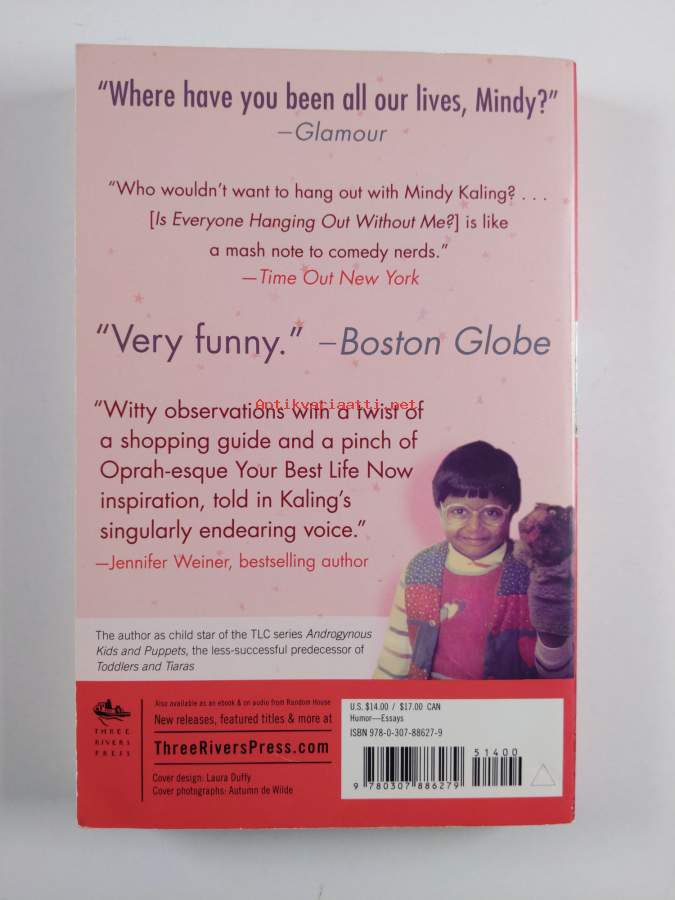 “Where have you been all our lives, Mindy?”
—Glamour
“Who wouldn’t want to hang out with Mindy Kaling? . . .
[Is Everyone Hanging Out Without Me?] is like
a mash note to comedy nerds.”
—Time Out New York
“Very funny.” —Boston Globe
Antikvariaatti.net
“Witty observations with a twist of
a shopping guide and a pinch of
Oprah-esque Your Best Life Now
inspiration, told in Kaling’s
singularly endearing voice.”
—Jennifer Weiner, bestselling author
The author as child star of the TLC series Androgynous
Kids and Puppets, the less-successful predecessor of
Toddlers and Tiaras
THREE
RIVERS
PRESS
Also available as an ebook & on audio from Random House
New releases, featured titles & more at
ThreeRiversPress.com
Cover design: Laura Duffy
Cover photographs: Autumn de Wilde
U.S. $14.00 / $17.00 CAN
Humor—Essays
ISBN 978-0-307-88627-9
51400
9 780307 886279